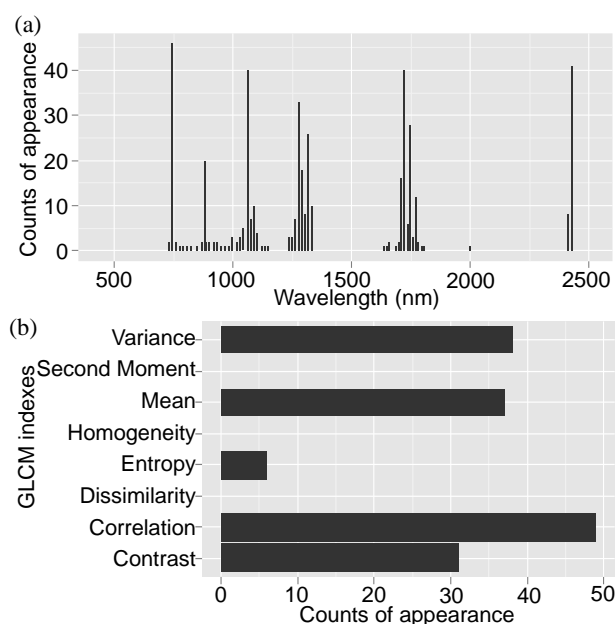 (a)
Counts of appearance
40
30
20
10
0
500 1000 1500 2000 2500
Wavelength (nm)
(b)
GLCM indexes
Variance
Second Moment
Mean
Homogeneity
Entropy
Dissimilarity
Correlation
Contrast
0 10 20 30 40 50
Counts of appearance